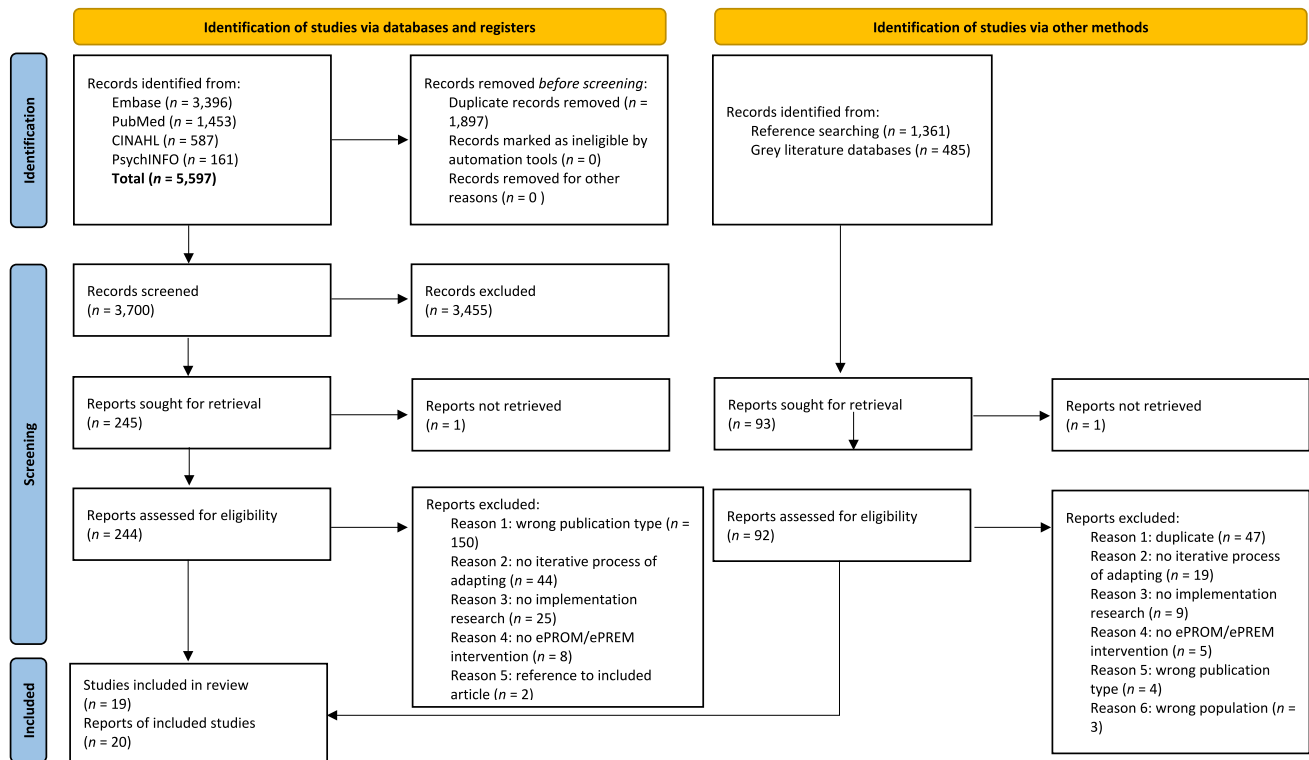 Identification of studies via databases and registers
Identification of studies via other methods
Identification
Records identified from:
Embase (n = 3,396)
PubMed (n = 1,453)
CINAHL (n = 587)
PsychINFO (n = 161)
Total (n = 5,597)
Records removed before screening:
Duplicate records removed (n =
1,897)
Records marked as ineligible by
automation tools (n = 0)
Records removed for other
reasons (n = 0 )
Records identified from:
Reference searching (n = 1,361)
Grey literature databases (n = 485)
Screening
Records screened
(n = 3,700)
Records excluded
(n = 3,455)
Reports sought for retrieval
(n = 245)
Reports not retrieved
(n = 1)
Reports sought for retrieval
(n = 93)
Reports not retrieved
(n = 1)
Reports assessed for eligibility
(n = 244)
Reports excluded:
Reason 1: wrong publication type (n =
150)
Reason 2: no iterative process of
adapting (n = 44)
Reason 3: no implementation
research (n = 25)
Reason 4: no ePROM/ePREM
intervention (n = 8)
Reason 5: reference to included
article (n = 2)
Reports assessed for eligibility
(n = 92)
Reports excluded:
Reason 1: duplicate (n = 47)
Reason 2: no iterative process
of adapting (n = 19)
Reason 3: no implementation
research (n = 9)
Reason 4: no ePROM/ePREM
intervention (n = 5)
Reason 5: wrong publication
type (n = 4)
Reason 6: wrong population (n =
3)
Included
Studies included in review
(n = 19)
Reports of included studies
(n = 20)